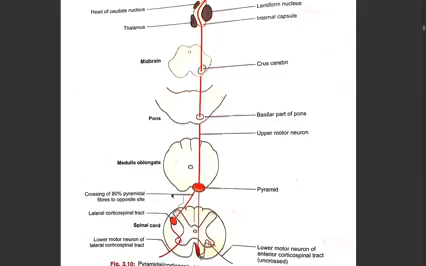 Head of caudate nucleus
Lentiform nucleus
Internal capsule
Thalamus
Midbrain
Crus cerebri
Basilar part of pons
Pons
Upper motor neuron
Medulla oblongata
Pyramid
Crossing of 80% pyramidal
fibres to opposite site
Lateral corticospinal tract
Spinal cord
Lower motor neuron of
lateral corticospinal tract
Lower motor neuron of
anterior corticospinal tract
(uncrossed)
Fig. 3.10: